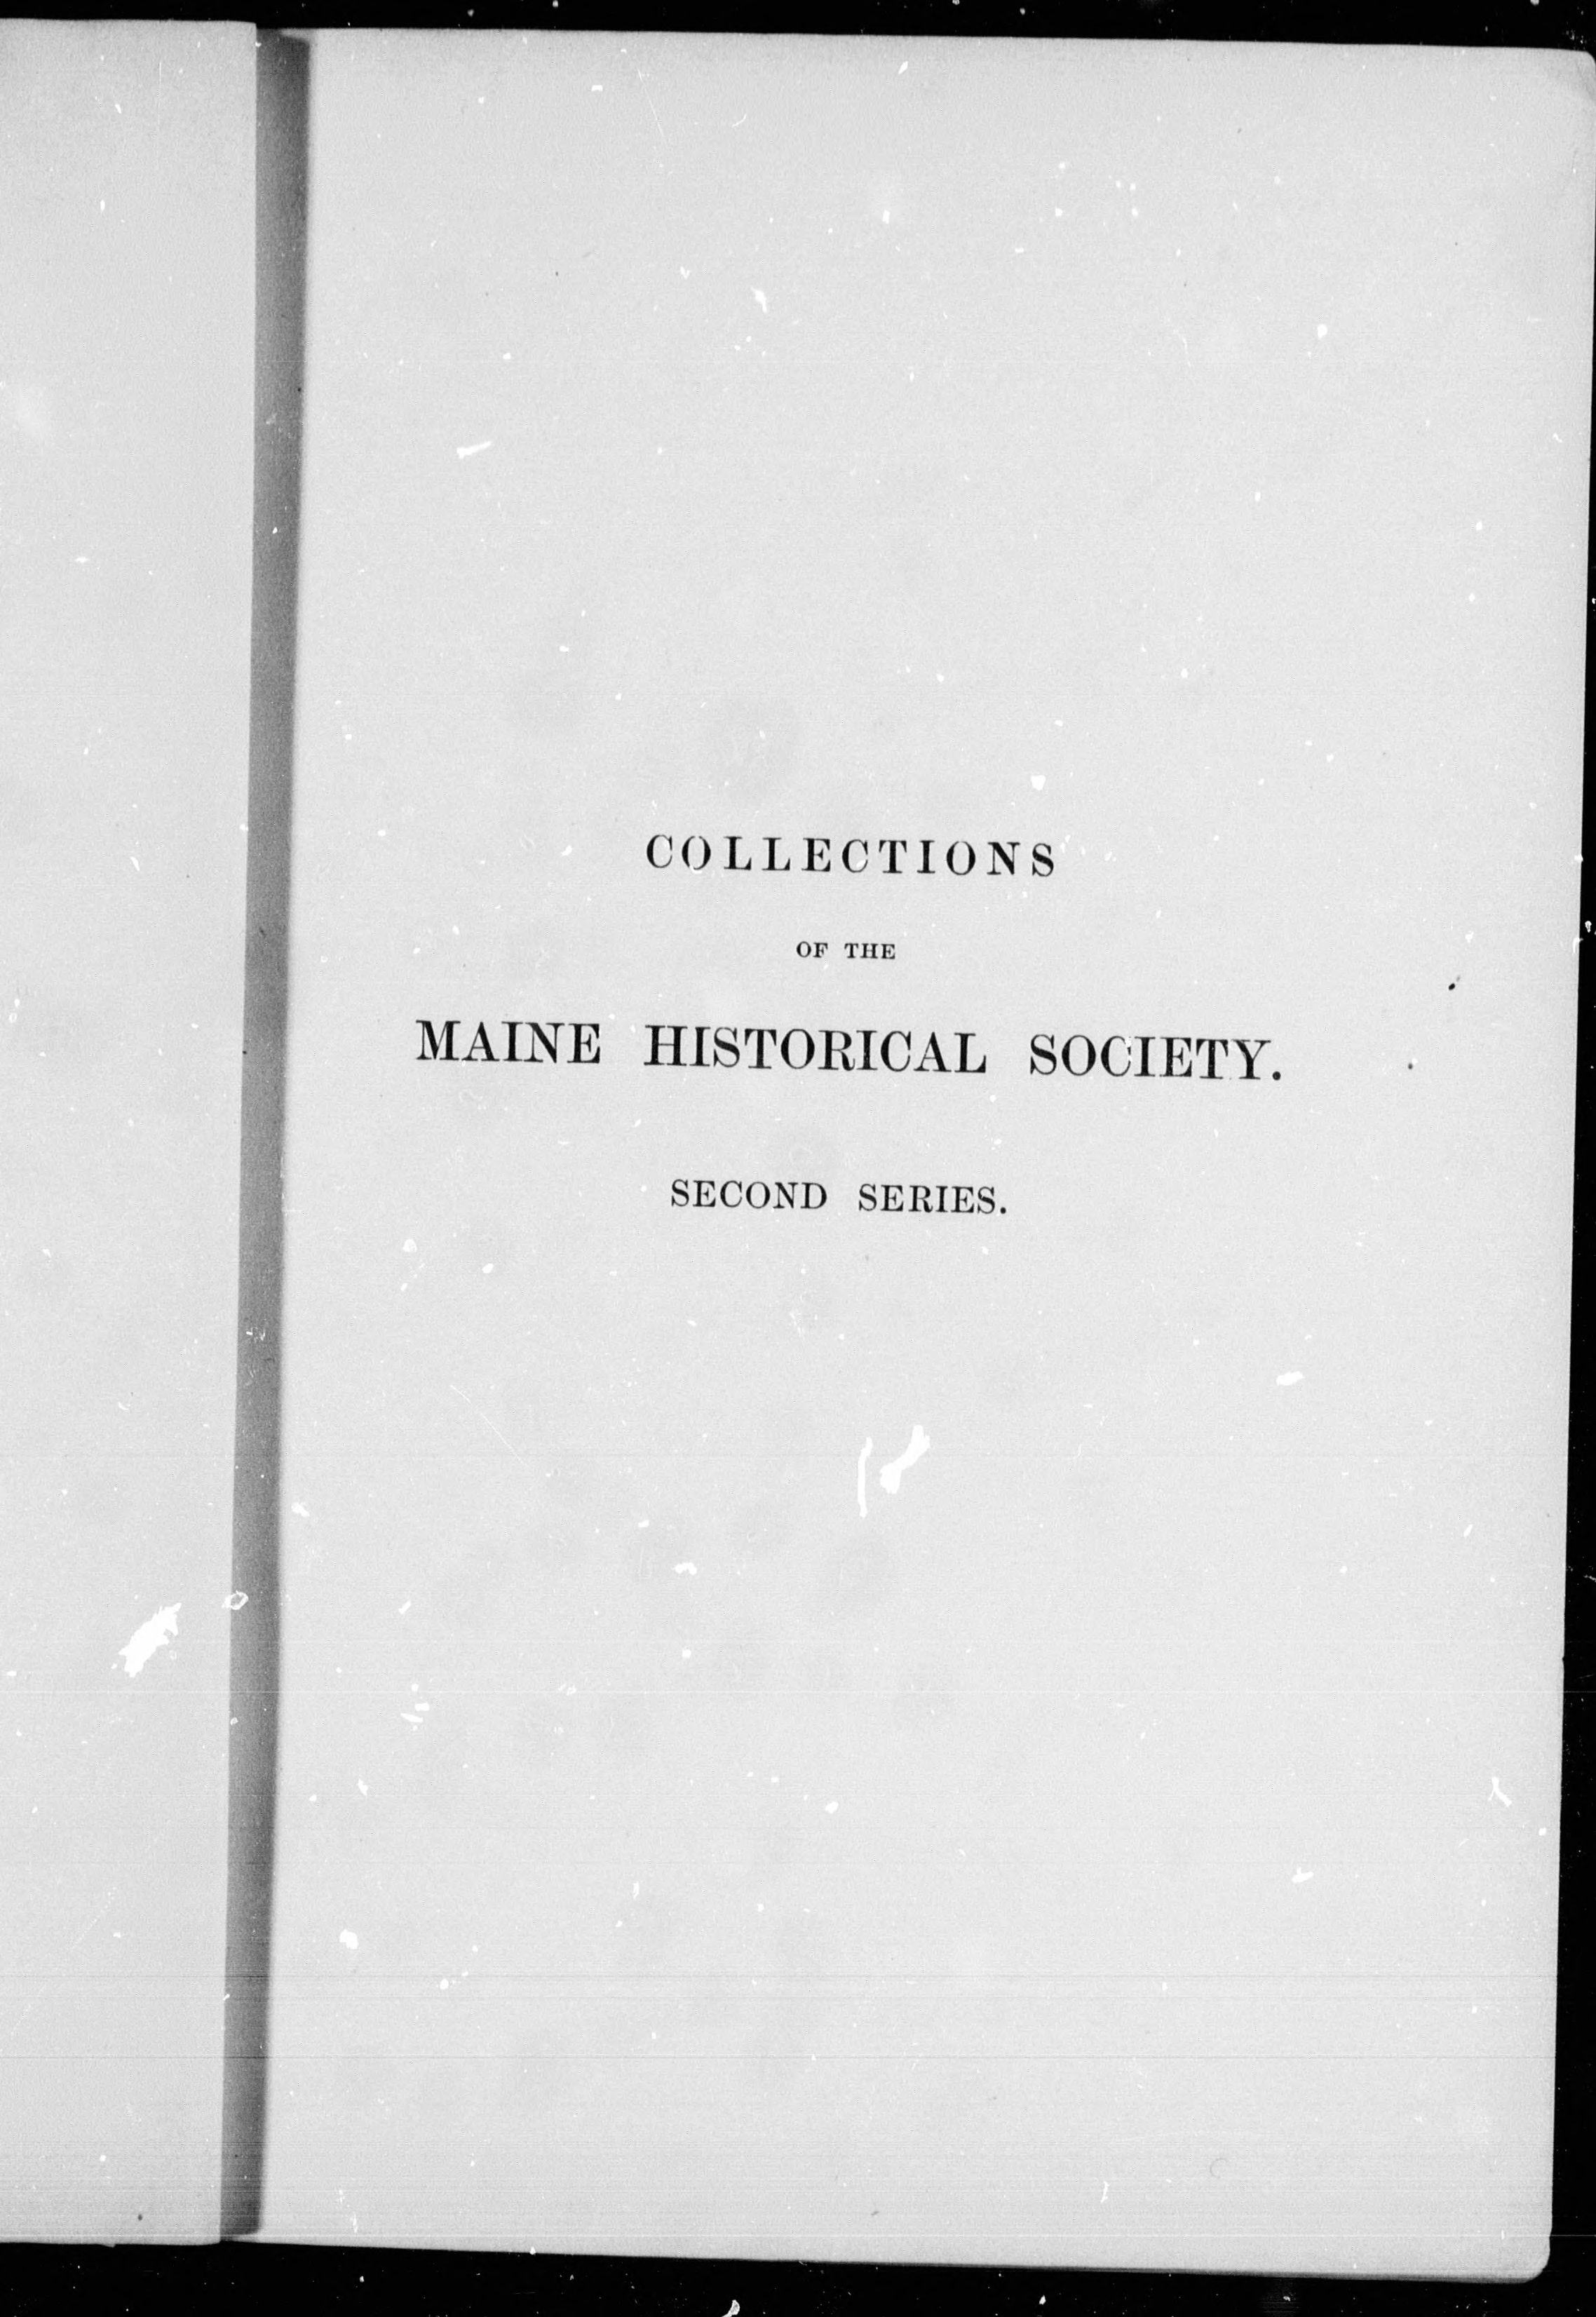 COLLECTIONS
OF THE
MAINE HISTORICAL SOCIETY.
SECOND SERIES.